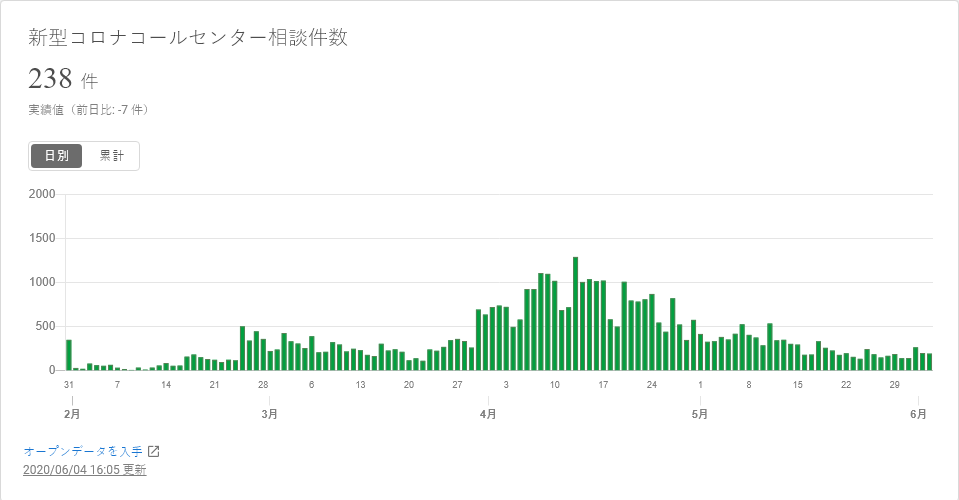 新型コロナコールセンター相談件数
238 件
実績値（前日比: -7 件）
日別 累計
2000
1500
1000
500
0
31 7 14 21 28 6 13 20 27 3 10 17 24 1 8 15 22 29
2月 3月 4月 5月 6月
オープンデータを入手
2020/06/04 16:05 更新